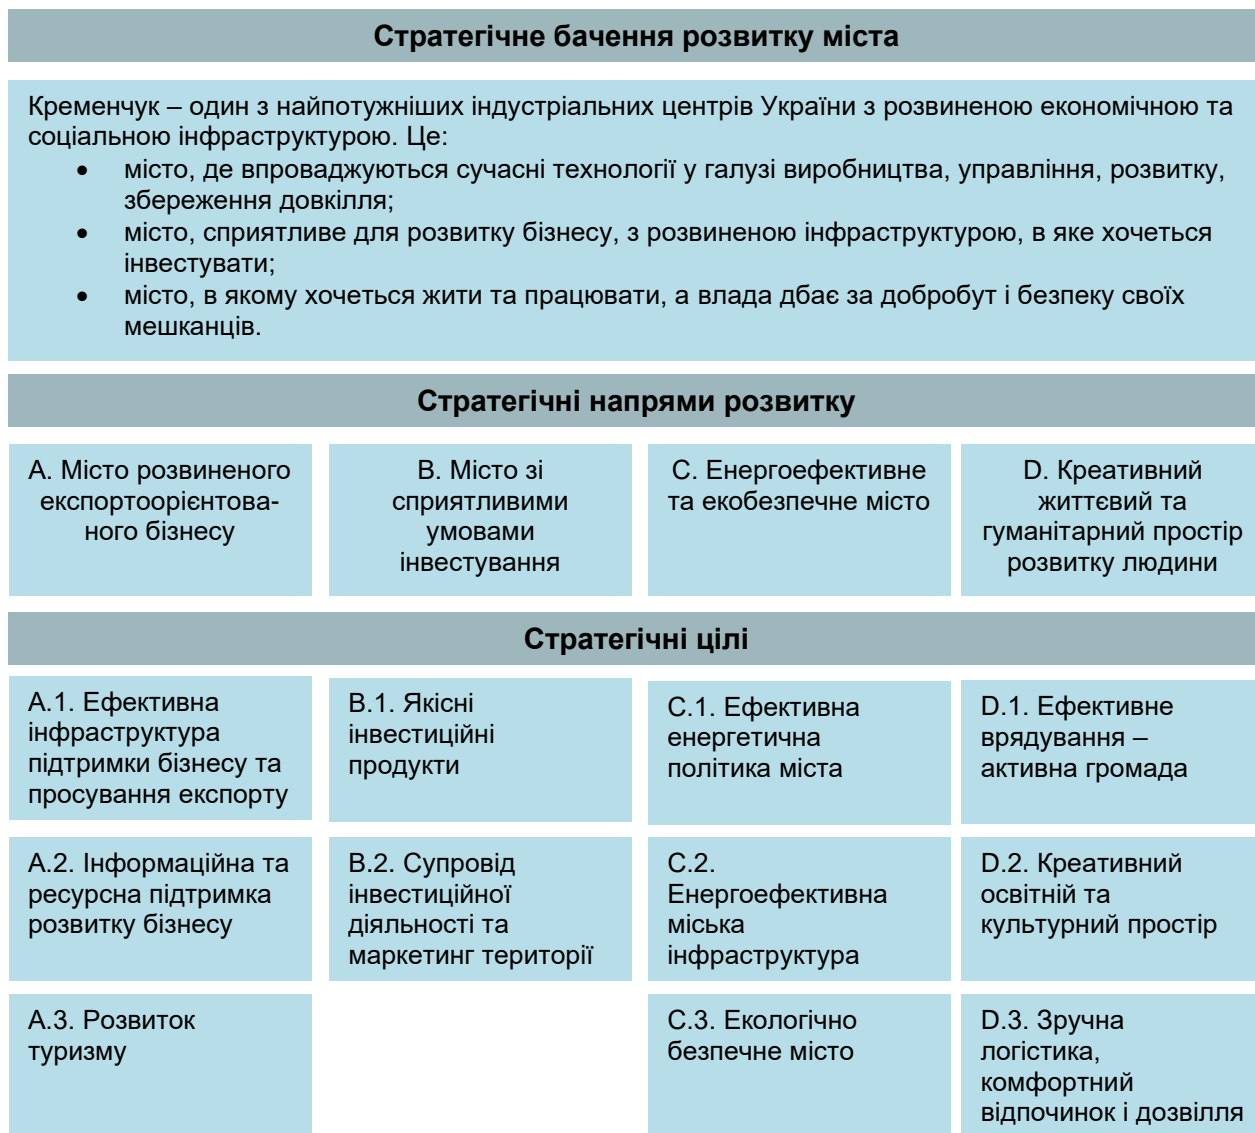 Стратегічне бачення розвитку міста
Кременчук – один з найпотужніших індустріальних центрів України з розвиненою економічною та
соціальною інфраструктурою. Це:
• місто, де впроваджуються сучасні технології у галузі виробництва, управління, розвитку,
збереження довкілля;
• місто, сприятливе для розвитку бізнесу, з розвиненою інфраструктурою, в яке хочеться
інвестувати;
• місто, в якому хочеться жити та працювати, а влада дбає за добробут і безпеку своїх
мешканців.
Стратегічні напрями розвитку
А. Місто розвиненого
експортоорієнтова-
ного бізнесу
В. Місто зі
сприятливими
умовами
інвестування
С. Енергоефективне
та екобезпечне місто
D. Креативний
життєвий та
гуманітарний простір
розвитку людини
Стратегічні цілі
А.1. Ефективна
інфраструктура
підтримки бізнесу та
просування експорту
В.1. Якісні
інвестиційні
продукти
С.1. Ефективна
енергетична
політика міста
D.1. Ефективне
врядування –
активна громада
А.2. Інформаційна та
ресурсна підтримка
розвитку бізнесу
В.2. Супровід
інвестиційної
діяльності та
маркетинг території
С.2.
Енергоефективна
міська
інфраструктура
D.2. Креативний
освітній та
культурний простір
А.3. Розвиток
туризму
С.3. Екологічно
безпечне місто
D.3. Зручна
логістика,
комфортний
відпочинок і дозвілля